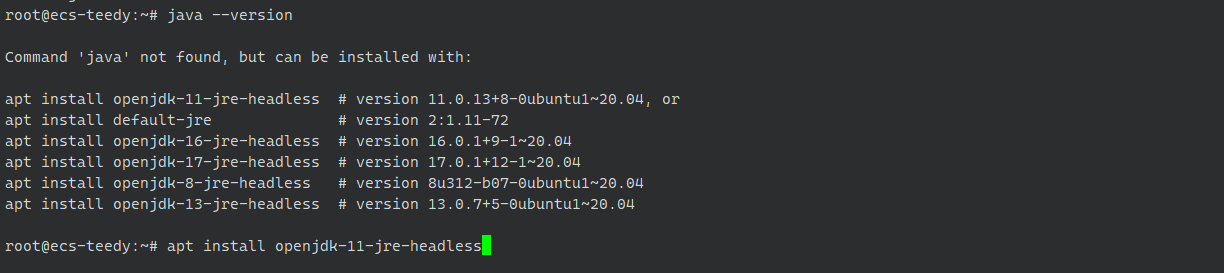 root@ecs-teedy:~# java --version
Command 'java' not found, but can be installed with:
apt install openjdk-11-jre-headless  # version 11.0.13+8-0ubuntu1~20.04, or
apt install default-jre              # version 2:1.11-72
apt install openjdk-16-jre-headless  # version 16.0.1+9-1~20.04
apt install openjdk-17-jre-headless  # version 17.0.1+12-1~20.04
apt install openjdk-8-jre-headless   # version 8u312-b07-0ubuntu1~20.04
apt install openjdk-13-jre-headless  # version 13.0.7+5-0ubuntu1~20.04
root@ecs-teedy:~# apt install openjdk-11-jre-headless